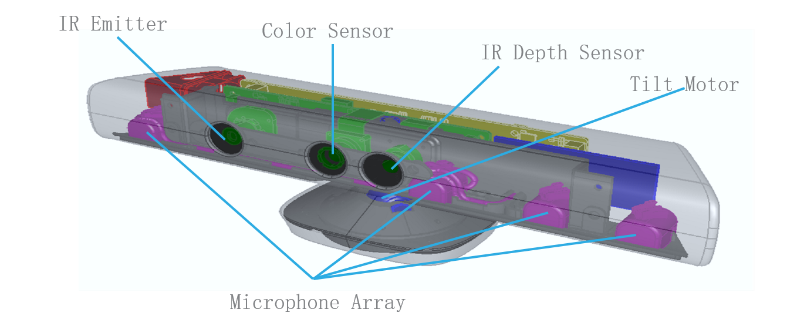 IR Emitter
Color Sensor
IR Depth Sensor
Tilt Motor
Microphone Array